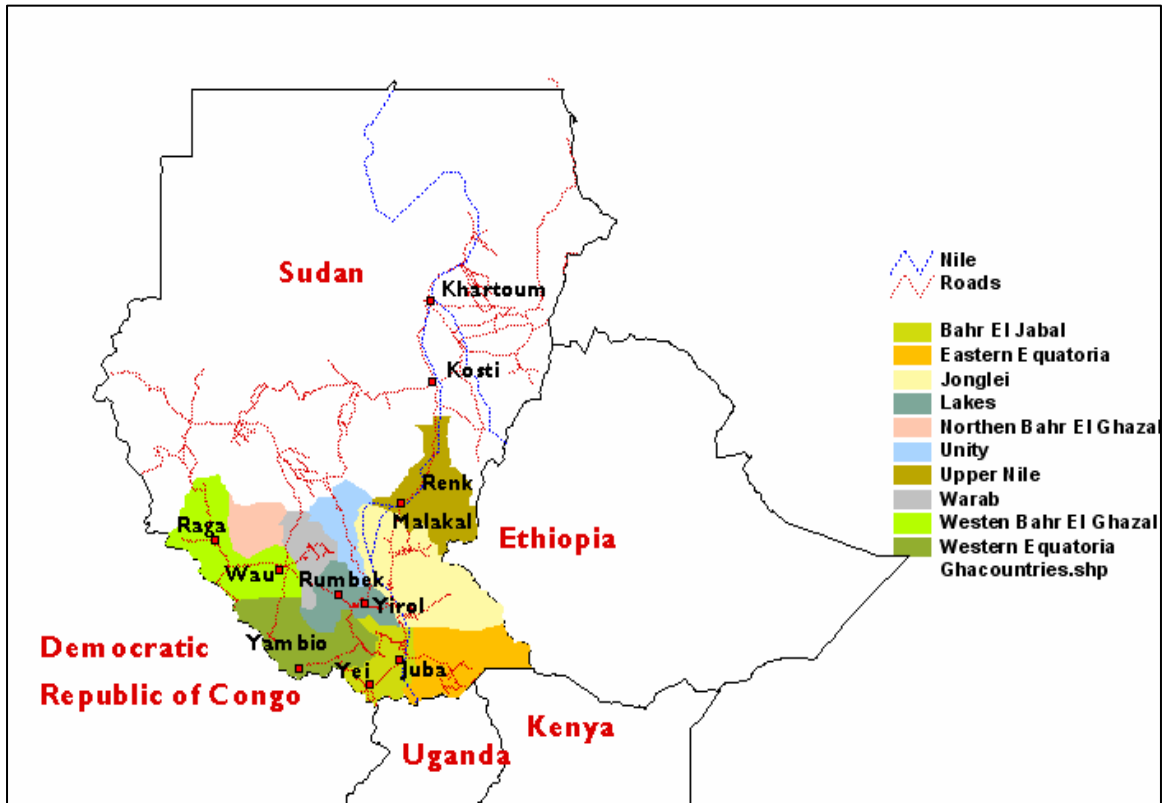 Sudan
Khartoum
Kosti
Renk
Malakal
Ethiopia
Raga
Wau
Rumbek
Yirol
Yambio
Yei
Juba
Democratic
Republic of Congo
Uganda
Kenya
Nile
Roads
Bahr El Jabal
Eastern Equatoria
Jonglei
Lakes
Northen Bahr El Ghazal
Unity
Upper Nile
Warab
Westen Bahr El Ghazal
Western Equatoria
Ghacountries.shp